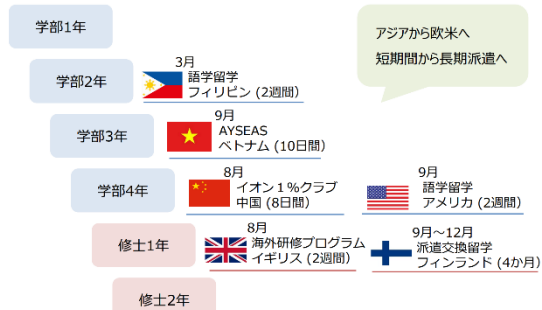 学部1年
アジアから欧米へ
短期間から長期派遣へ
学部2年
3月
語学留学
フィリピン (2週間)
学部3年
9月
AYSEAS
ベトナム (10日間)
学部4年
8月
イオン１％クラブ
中国 (8日間)
9月
語学留学
アメリカ (2週間)
修士1年
8月
海外研修プログラム
イギリス (2週間)
9月～12月
派遣交換留学
フィンランド (4か月)
修士2年